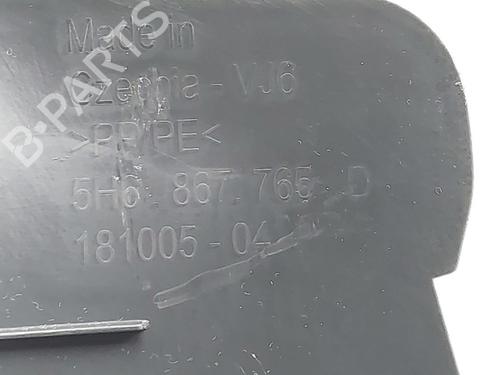 Made in
Czechia - VJ6
>PP/PE<
5H6 . 867 . 765 D
181005 - 04
B-PARTS